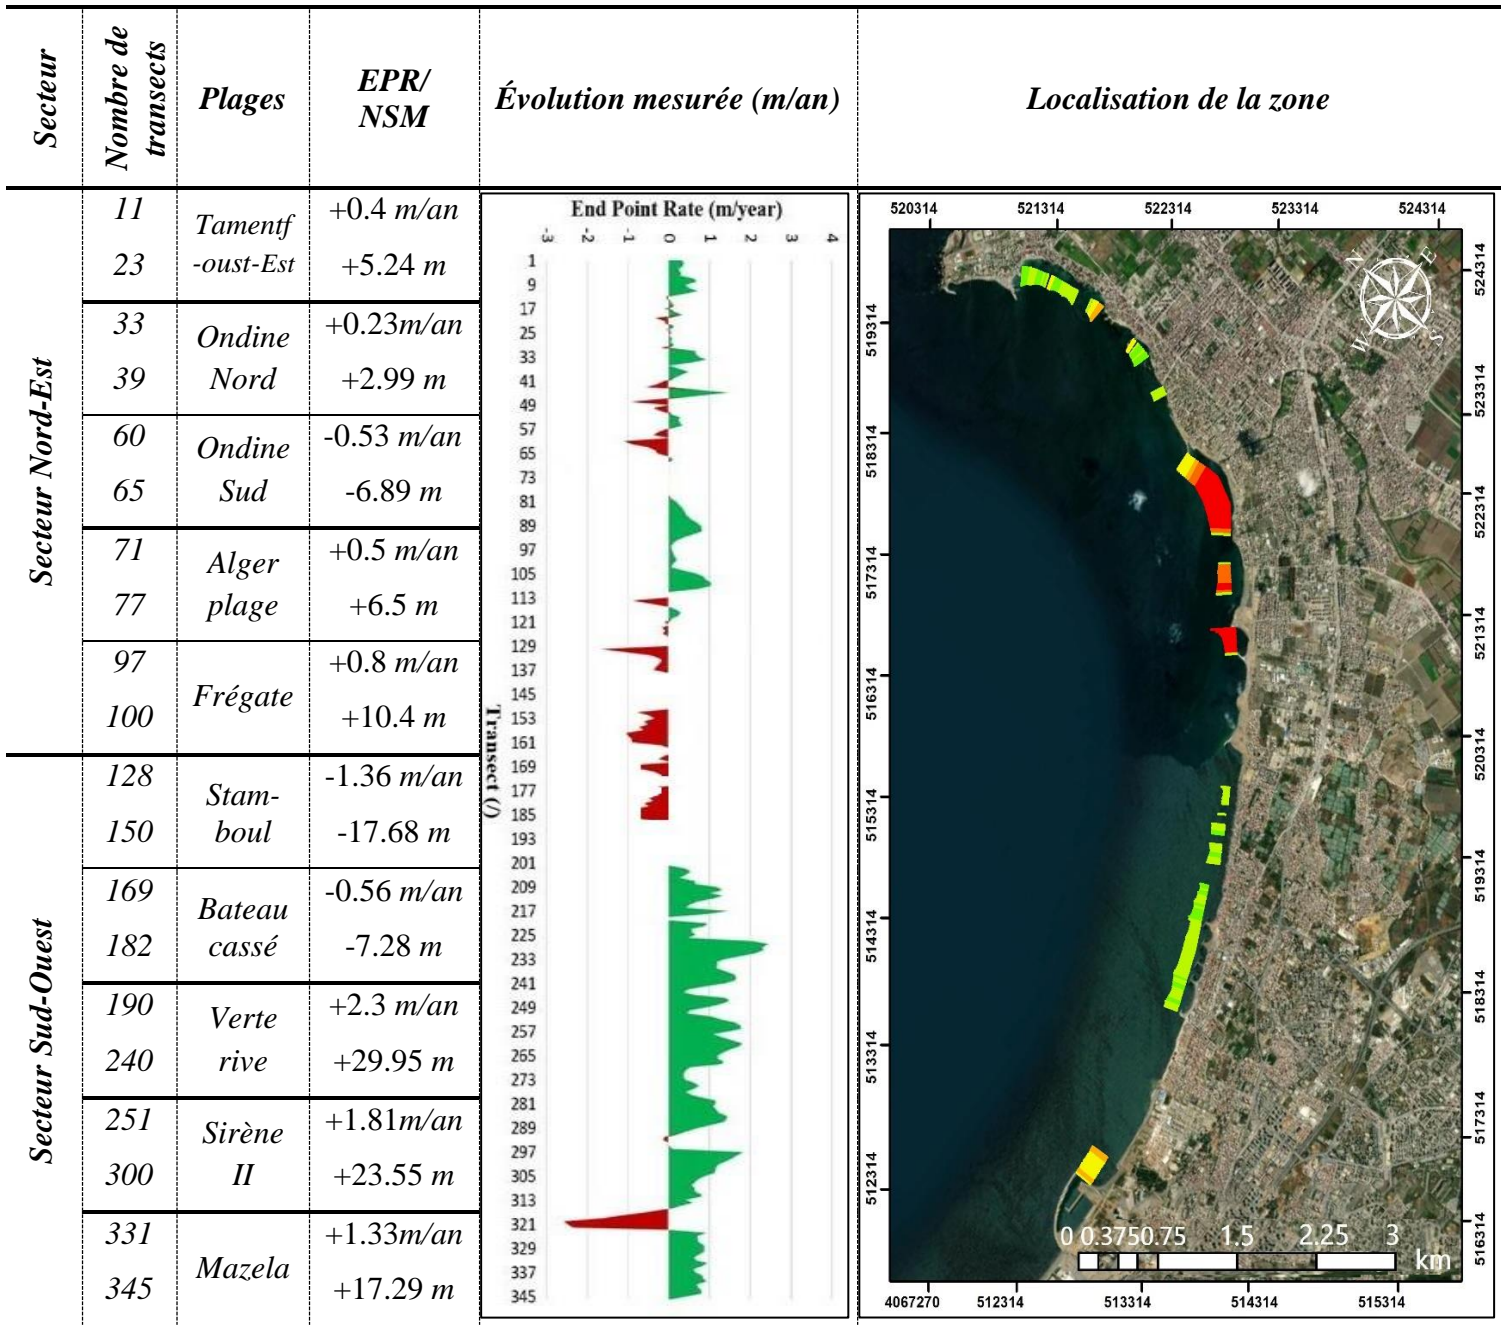 Secteur
Nombre de
transects
Plages
EPR/
NSM
Évolution mesurée (m/an)
Localisation de la zone
Secteur Nord-Est
11
23
Tamentf
-oust-Est
+0.4 m/an
+5.24 m
33
39
Ondine
Nord
+0.23m/an
+2.99 m
60
65
Ondine
Sud
-0.53 m/an
-6.89 m
71
77
Alger
plage
+0.5 m/an
+6.5 m
97
100
Frégate
+0.8 m/an
+10.4 m
Secteur Sud-Ouest
128
150
Stam-
boul
-1.36 m/an
-17.68 m
169
182
Bateau
cassé
-0.56 m/an
-7.28 m
190
240
Verte
rive
+2.3 m/an
+29.95 m
251
300
Sirène
II
+1.81m/an
+23.55 m
331
345
Mazela
+1.33m/an
+17.29 m
End Point Rate (m/year)
-3 -2 -1 0 1 2 3 4
Transect (/)
1
9
17
25
33
41
49
57
65
73
81
89
97
105
113
121
129
137
145
153
161
169
177
185
193
201
209
217
225
233
241
249
257
265
273
281
289
297
305
313
321
329
337
345
520314 521314 522314 523314 524314
519314
518314
517314
516314
515314
514314
513314
512314
524314
523314
522314
521314
520314
519314
518314
517314
516314
N E
W S
0 0.375 0.75 1.5 2.25 3
km
4067270 512314 513314 514314 515314